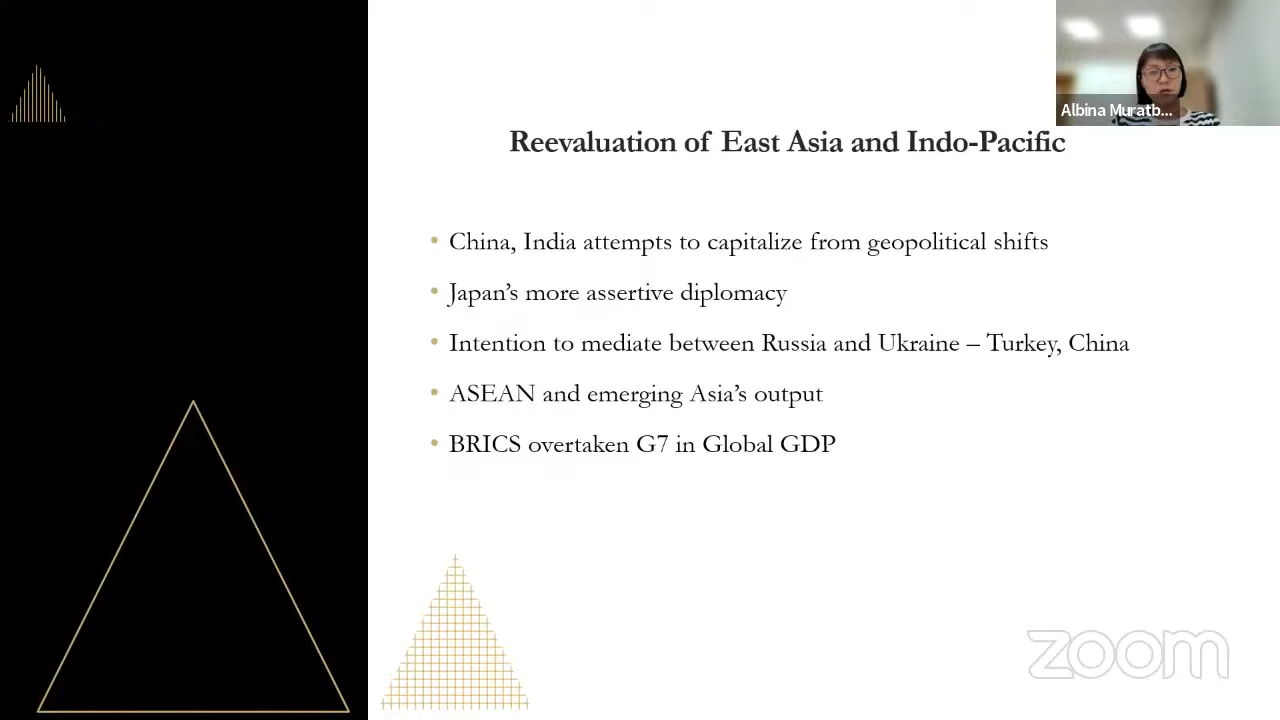 Albina Muratb...
Reevaluation of East Asia and Indo-Pacific
• China, India attempts to capitalize from geopolitical shifts
• Japan's more assertive diplomacy
• Intention to mediate between Russia and Ukraine – Turkey, China
• ASEAN and emerging Asia's output
• BRICS overtaken G7 in Global GDP
zoom